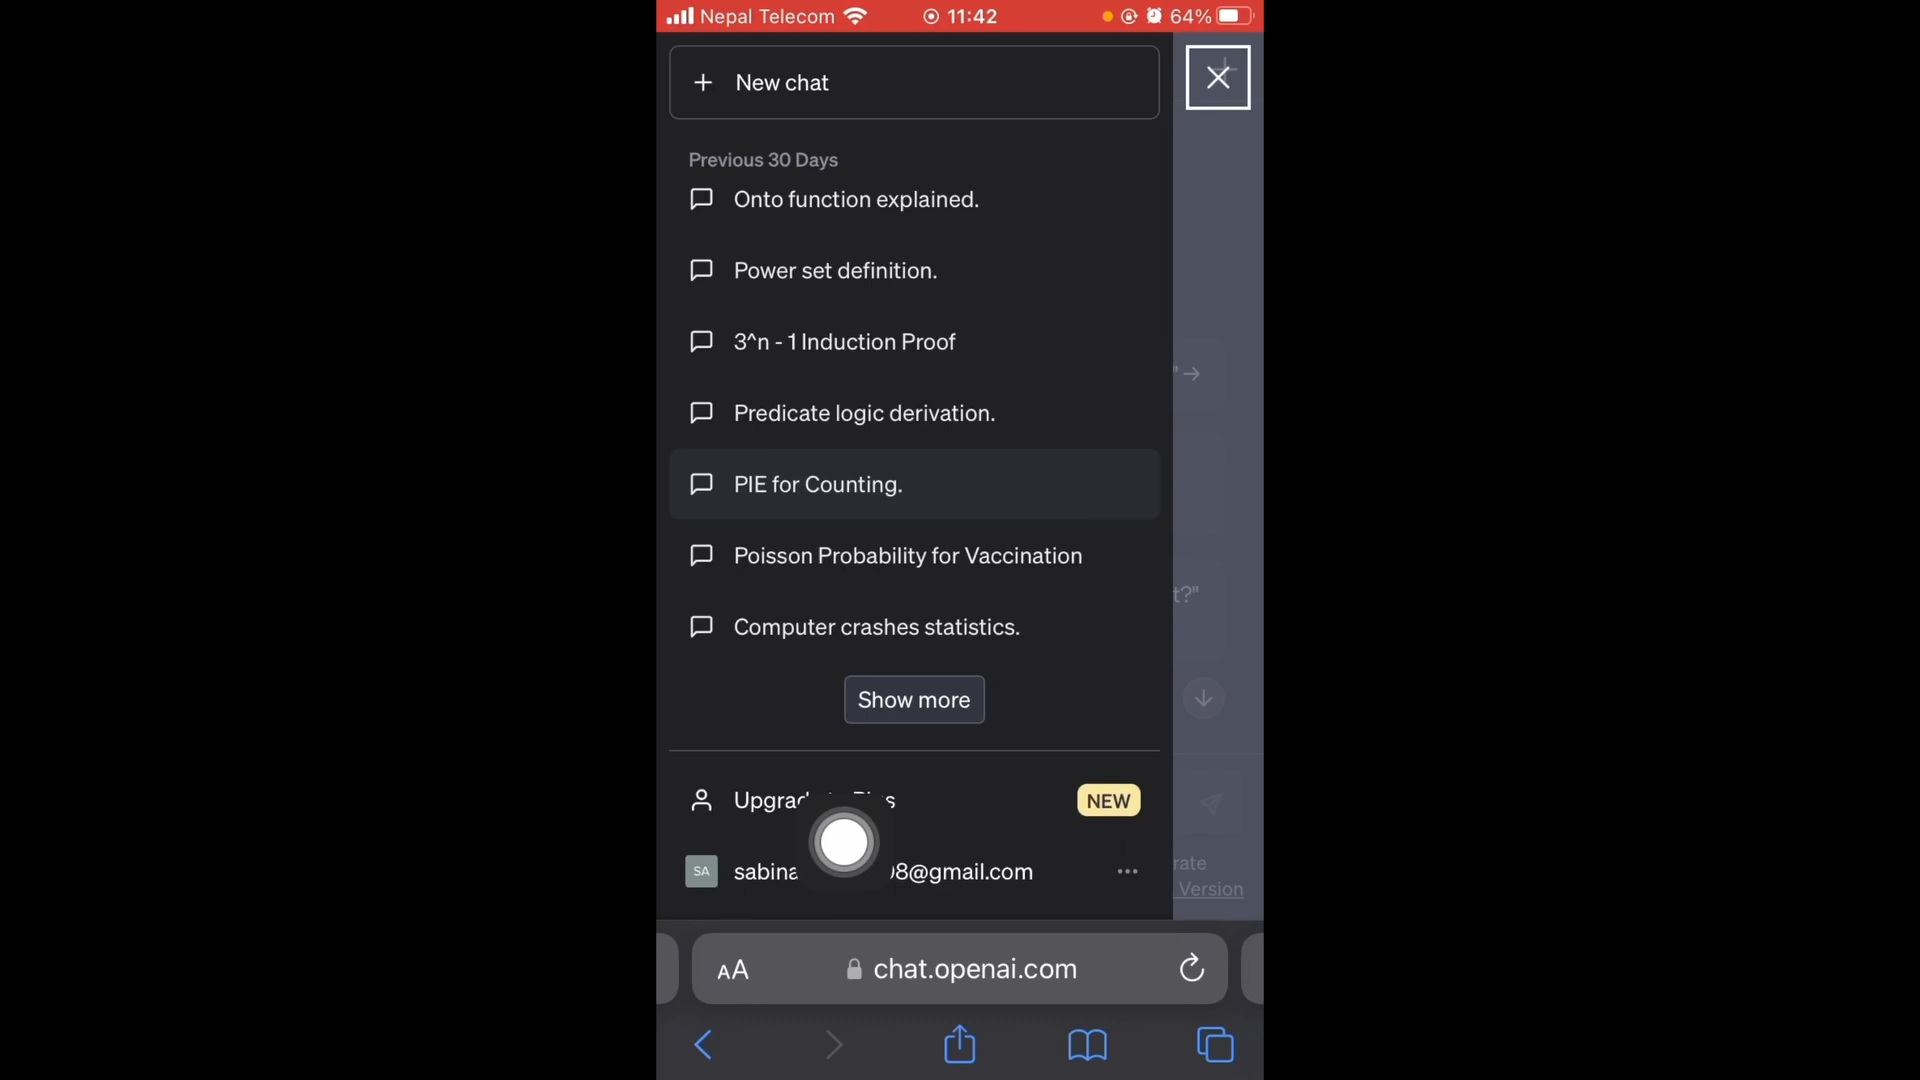 Nepal Telecom 11:42 64%
+ New chat
Previous 30 Days
Onto function explained.
Power set definition.
3^n - 1 Induction Proof
" →
Predicate logic derivation.
PIE for Counting.
Poisson Probability for Vaccination
t?"
Computer crashes statistics.
Show more
NEW
SA @gmail.com ...
rate
Version
AA chat.openai.com